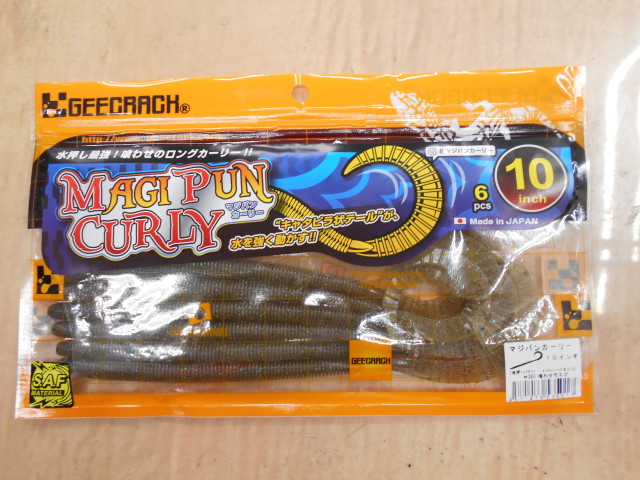 GEECRACK®
水押し最強！喰わせのロングカーリー！！
#マジパンカーリー
MAGI PUN
CURLY
マジパン
カーリー
"キャタピラ状テール"が、
水を強く動かす!!
6
pcs
10
inch
Made in JAPAN
GEECRACK
SAF
MATERIAL
マジパンカーリー
10インチ